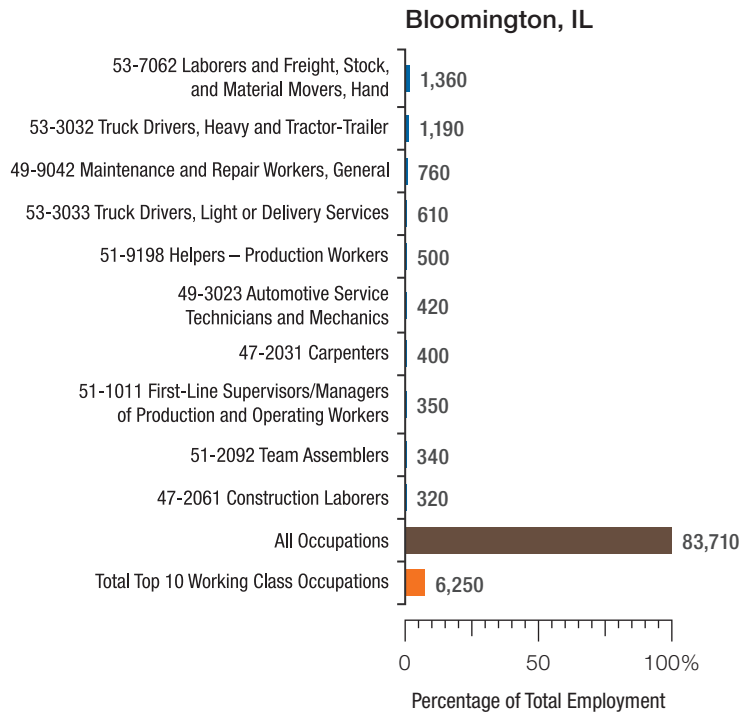 Bloomington, IL
53-7062 Laborers and Freight, Stock,
and Material Movers, Hand
1,360
53-3032 Truck Drivers, Heavy and Tractor-Trailer
1,190
49-9042 Maintenance and Repair Workers, General
760
53-3033 Truck Drivers, Light or Delivery Services
610
51-9198 Helpers – Production Workers
500
49-3023 Automotive Service
Technicians and Mechanics
420
47-2031 Carpenters
400
51-1011 First-Line Supervisors/Managers
of Production and Operating Workers
350
51-2092 Team Assemblers
340
47-2061 Construction Laborers
320
All Occupations
83,710
Total Top 10 Working Class Occupations
6,250
0 50 100%
Percentage of Total Employment